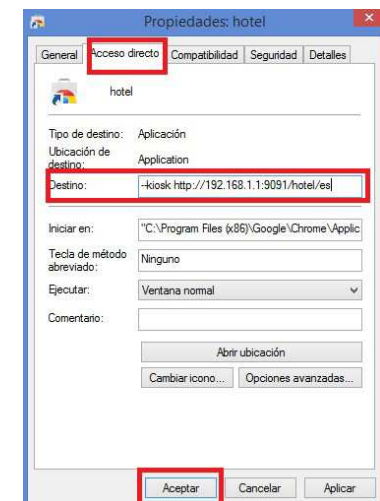 Propiedades: hotel
General Acceso directo Compatibilidad Seguridad Detalles
hotel
Tipo de destino: Aplicación
Ubicación de destino: Application
Destino: --kiosk http://192.168.1.1:9091/hotel/es
Iniciar en: "C:\Program Files (x86)\Google\Chrome\Applic
Tecla de método abreviado: Ninguno
Ejecutar: Ventana normal
Comentario:
Abrir ubicación
Cambiar icono... Opciones avanzadas...
Aceptar Cancelar Aplicar